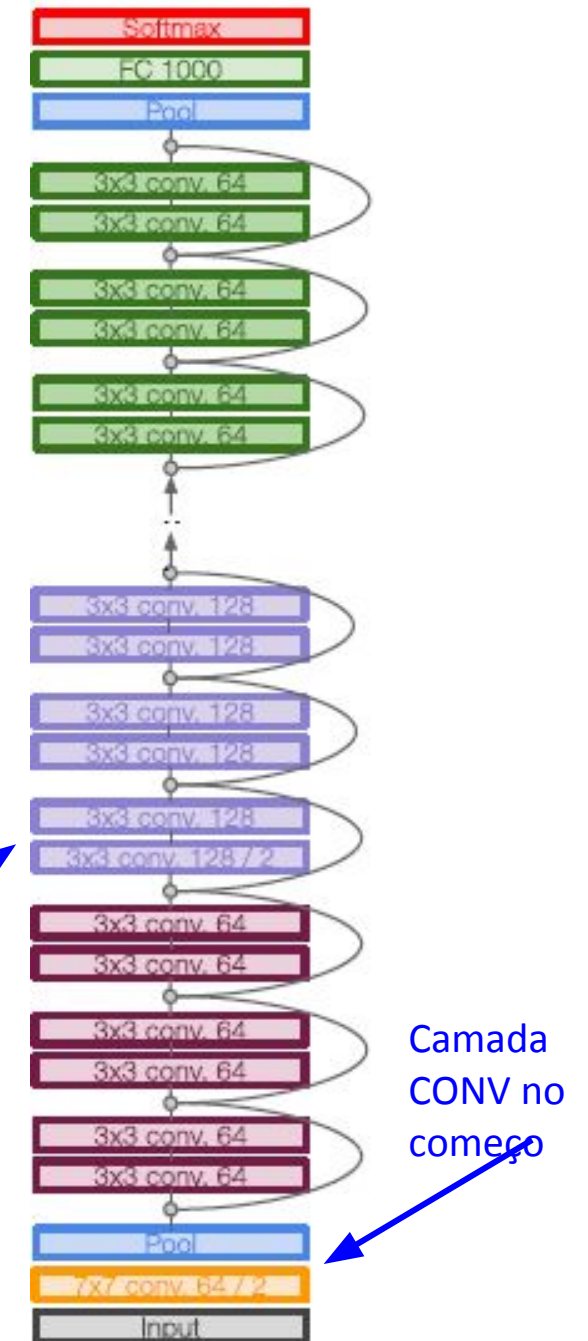 Softmax
FC 1000
Pool
3x3 conv, 64
3x3 conv, 64
3x3 conv, 64
3x3 conv, 64
3x3 conv, 64
3x3 conv, 64
..
3x3 conv, 128
3x3 conv, 128
3x3 conv, 128
3x3 conv, 128
3x3 conv, 128
3x3 conv, 128 / 2
3x3 conv, 64
3x3 conv, 64
3x3 conv, 64
3x3 conv, 64
3x3 conv, 64
3x3 conv, 64
Pool
7x7 conv, 64 / 2
Input
Camada
CONV no
começo